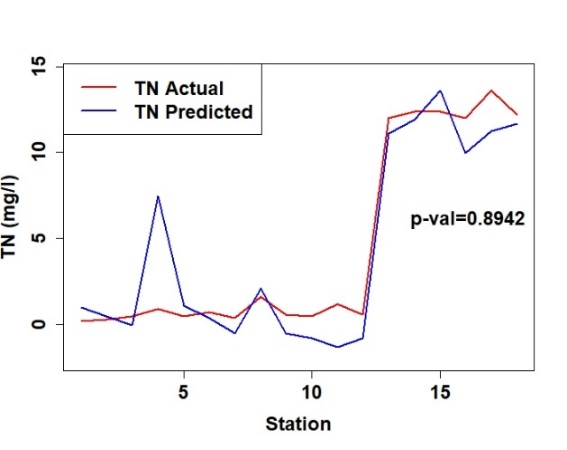 TN Actual
TN Predicted
15
10
5
0
TN (mg/l)
p-val=0.8942
5
10
15
Station